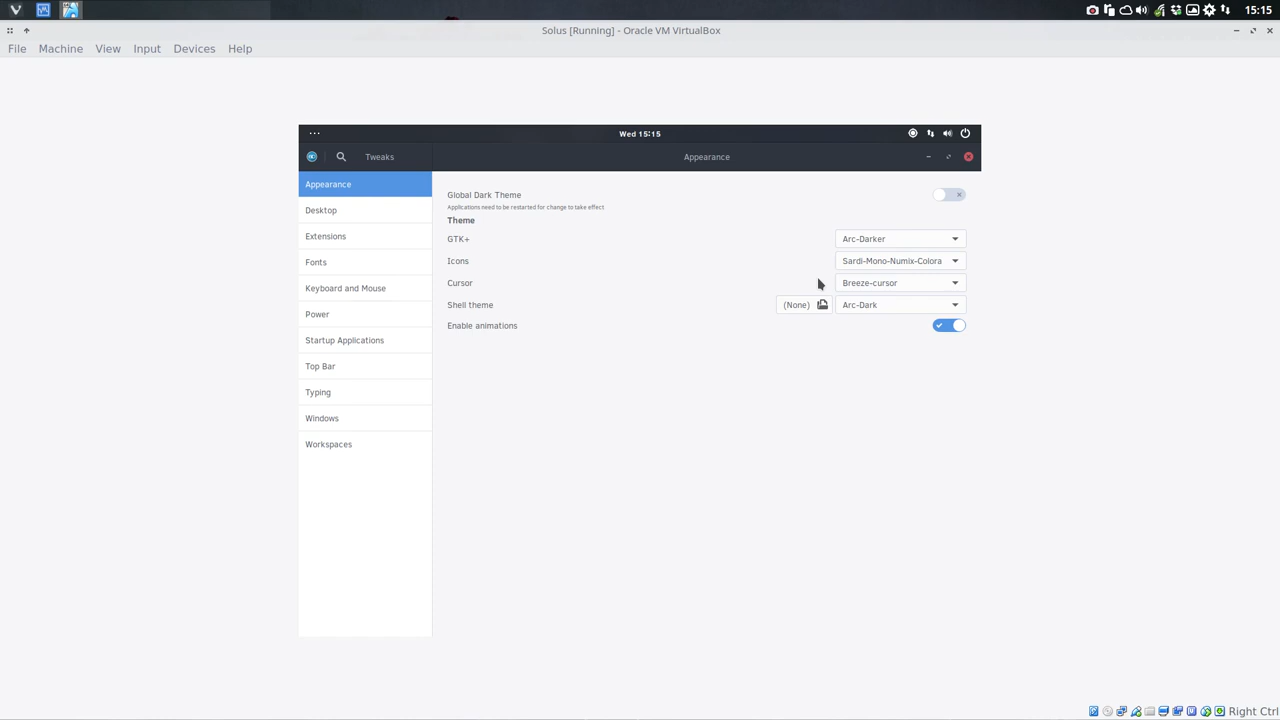 15:15
Solus [Running] - Oracle VM VirtualBox
File Machine View Input Devices Help
Wed 15:15
Tweaks
Appearance
Appearance
Desktop
Extensions
Fonts
Keyboard and Mouse
Power
Startup Applications
Top Bar
Typing
Windows
Workspaces
Global Dark Theme
Applications need to be restarted for change to take effect
Theme
GTK+ Arc-Darker
Icons Sardi-Mono-Numix-Colora
Cursor Breeze-cursor
Shell theme (None) Arc-Dark
Enable animations
Right Ctrl